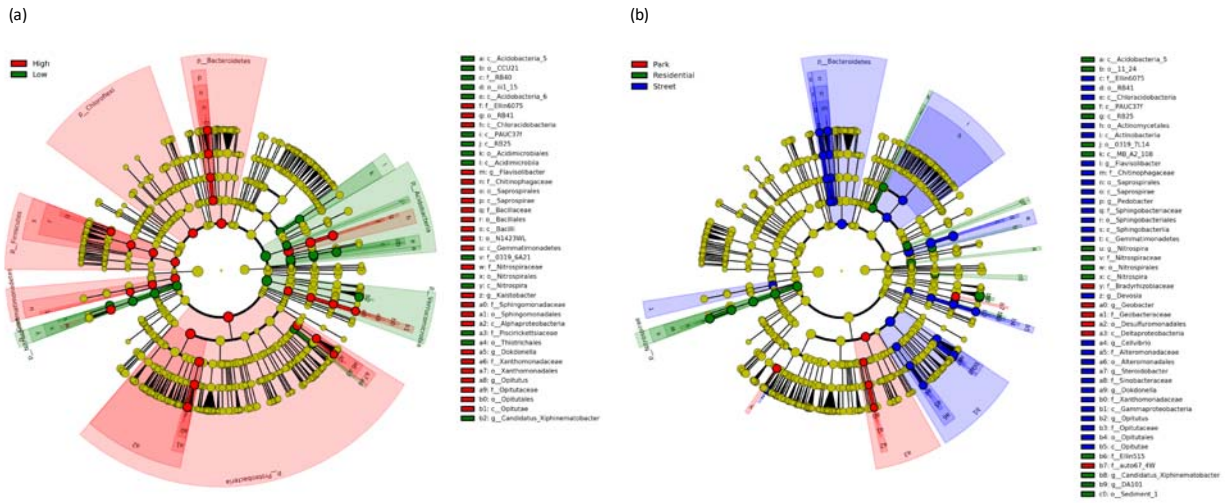 (a)
High
Low
p__Bacteroidetes
p__Chloroflexi
p__Firmicutes
p__Acidobacteria
p__Verrucomicrobia
p__Proteobacteria
a: c__Acidobacteria_5
b: o__CCU21
c: f__RB40
d: o__iii1_15
e: c__Acidobacteria_6
f: f__Ellin6075
g: o__RB41
h: c__Chloracidobacteria
i: c__PAUC37f
j: c__RB25
k: o__Acidimicrobiales
l: c__Acidimicrobiia
m: g__Flavisolibacter
n: f__Chitinophagaceae
o: o__Saprospirales
p: c__Saprospirae
q: f__Bacillaceae
r: o__Bacillales
s: c__Bacilli
t: o__N1423WL
u: c__Gemmatimonadetes
v: f__0319_6A21
w: f__Nitrospiraceae
x: o__Nitrospirales
y: c__Nitrospira
z: g__Kaistobacter
a0: f__Sphingomonadaceae
a1: o__Sphingomonadales
a2: c__Alphaproteobacteria
a3: f__Piscirickettsiaceae
a4: o__Thiotrichales
a5: g__Dokdonella
a6: f__Xanthomonadaceae
a7: o__Xanthomonadales
a8: g__Opitutus
a9: f__Opitutaceae
b0: o__Opitutales
b1: c__Opitutae
b2: g__Candidatus_Xiphinematobacter
(b)
Park
Residential
Street
p__Bacteroidetes
p__Nitrospirae
a: c__Acidobacteria_5
b: o__11_24
c: f__Ellin6075
d: o__RB41
e: c__Chloracidobacteria
f: c__PAUC37f
g: c__RB25
h: o__Actinomycetales
i: c__Actinobacteria
j: o__0319_7L14
k: c__MB_A2_108
l: g__Flavisolibacter
m: f__Chitinophagaceae
n: o__Saprospirales
o: c__Saprospirae
p: g__Pedobacter
q: f__Sphingobacteriaceae
r: o__Sphingobacteriales
s: c__Sphingobacteriia
t: c__Gemmatimonadetes
u: g__Nitrospira
v: f__Nitrospiraceae
w: o__Nitrospirales
x: c__Nitrospira
y: f__Bradyrhizobiaceae
z: g__Devosia
a0: g__Geobacter
a1: f__Geobacteraceae
a2: o__Desulfuromonadales
a3: c__Deltaproteobacteria
a4: g__Cellvibrio
a5: f__Alteromonadaceae
a6: o__Alteromonadales
a7: g__Steroidobacter
a8: f__Sinobacteraceae
a9: g__Dokdonella
b0: f__Xanthomonadaceae
b1: c__Gammaproteobacteria
b2: g__Opitutus
b3: f__Opitutaceae
b4: o__Opitutales
b5: c__Opitutae
b6: f__Ellin515
b7: f__auto67_4W
b8: g__Candidatus_Xiphinematobacter
b9: g__DA101
c0: o__Sediment_1